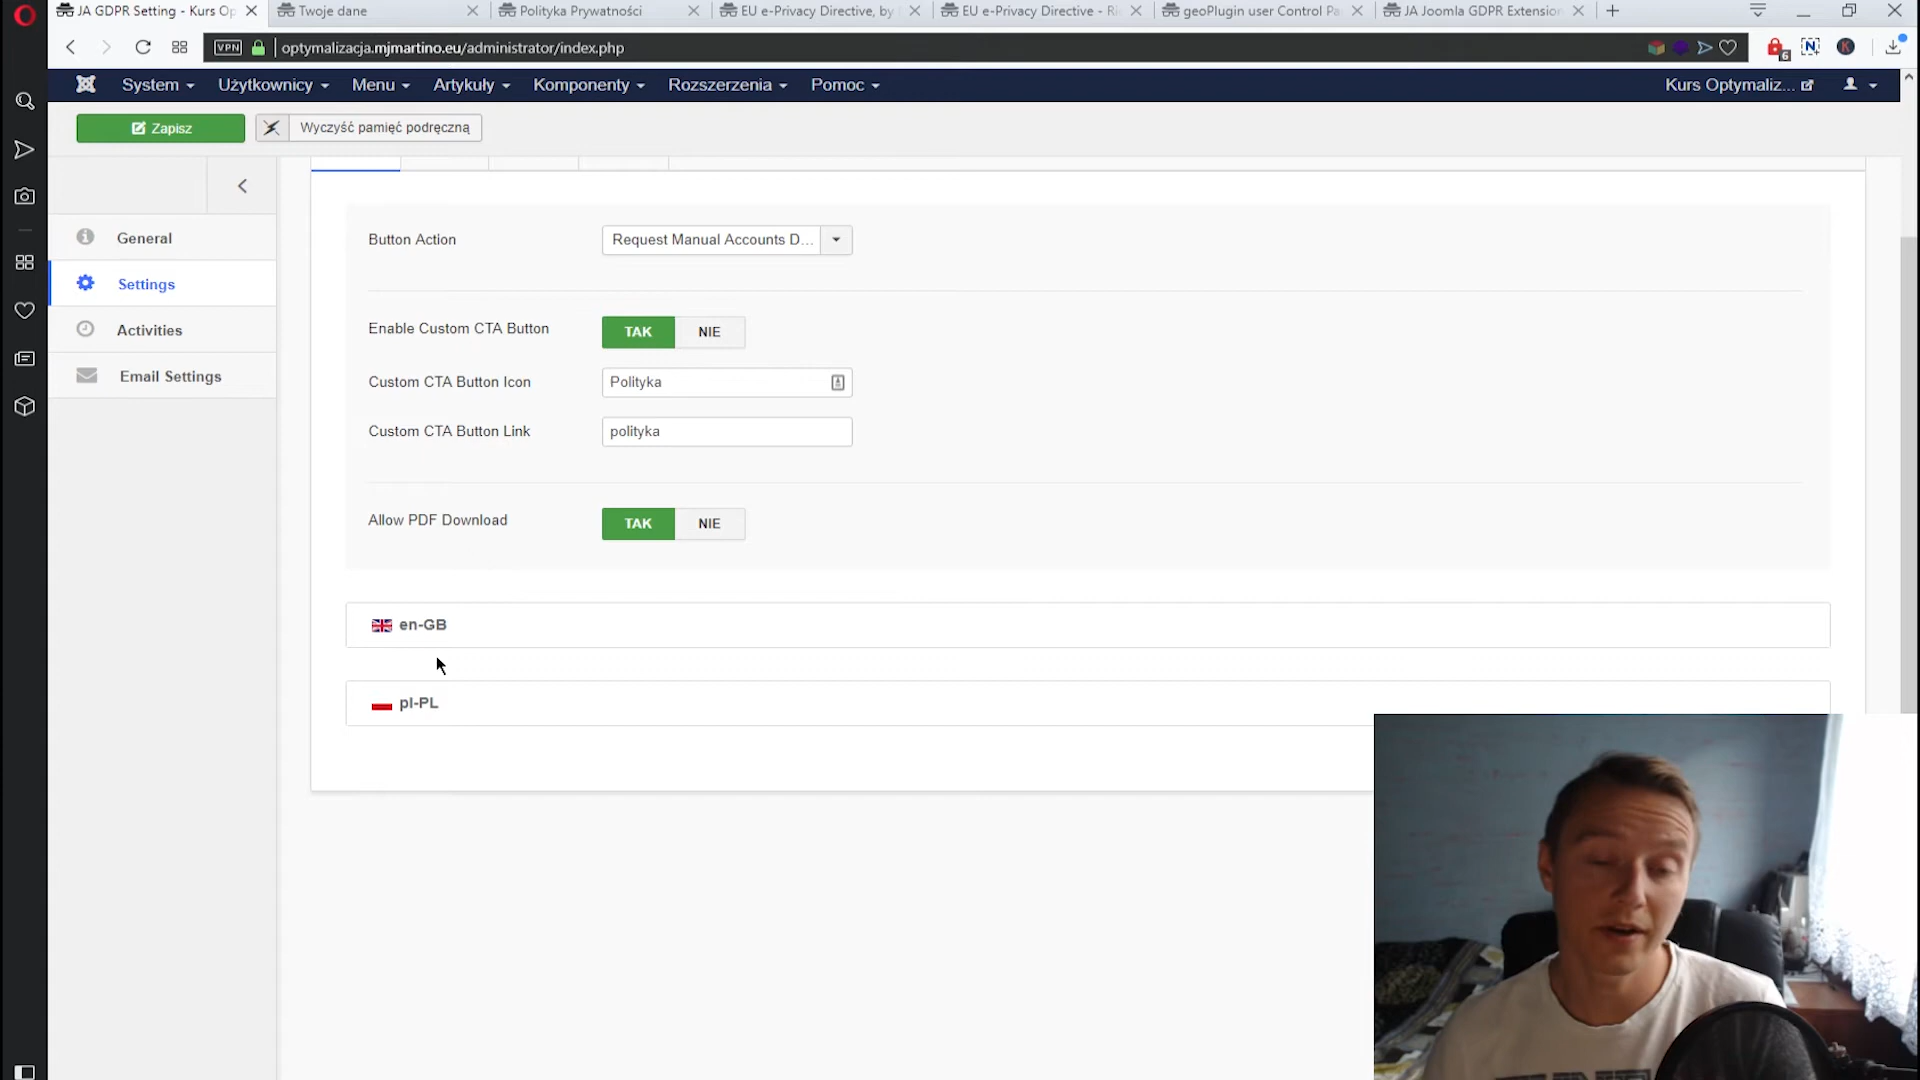 JA GDPR Setting - Kurs Op
Twoje dane
Polityka Prywatności
EU e-Privacy Directive, by
EU e-Privacy Directive - Ri
geoPlugin user Control Pa
JA Joomla GDPR Extension
VPN
optymalizacja.mjmartino.eu/administrator/index.php
6
N
K
System
Użytkownicy
Menu
Artykuły
Komponenty
Rozszerzenia
Pomoc
Kurs Optymaliz...
Zapisz
Wyczyść pamięć podręczną
General
Settings
Activities
Email Settings
Button Action
Request Manual Accounts D...
Enable Custom CTA Button
TAK NIE
Custom CTA Button Icon
Polityka
Custom CTA Button Link
polityka
Allow PDF Download
TAK NIE
en-GB
pl-PL